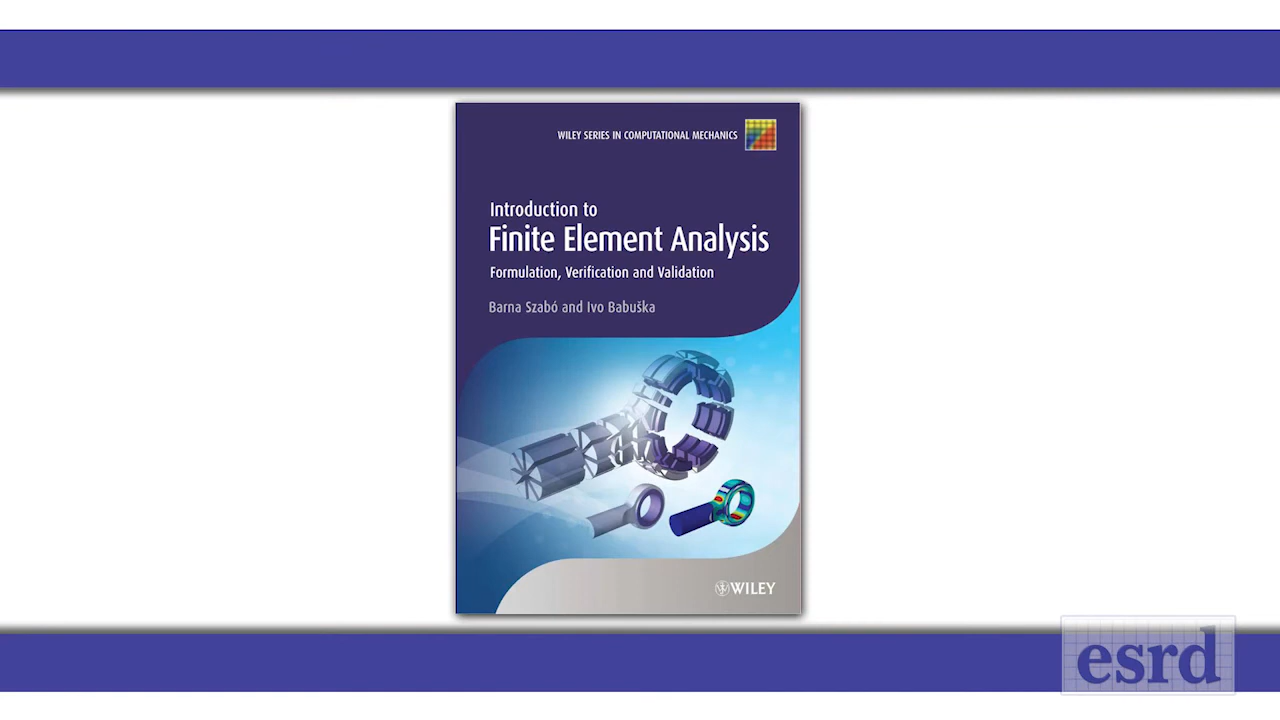 WILEY SERIES IN COMPUTATIONAL MECHANICS
Introduction to
Finite Element Analysis
Formulation, Verification and Validation
Barna Szabó and Ivo Babuška
WILEY
esrd